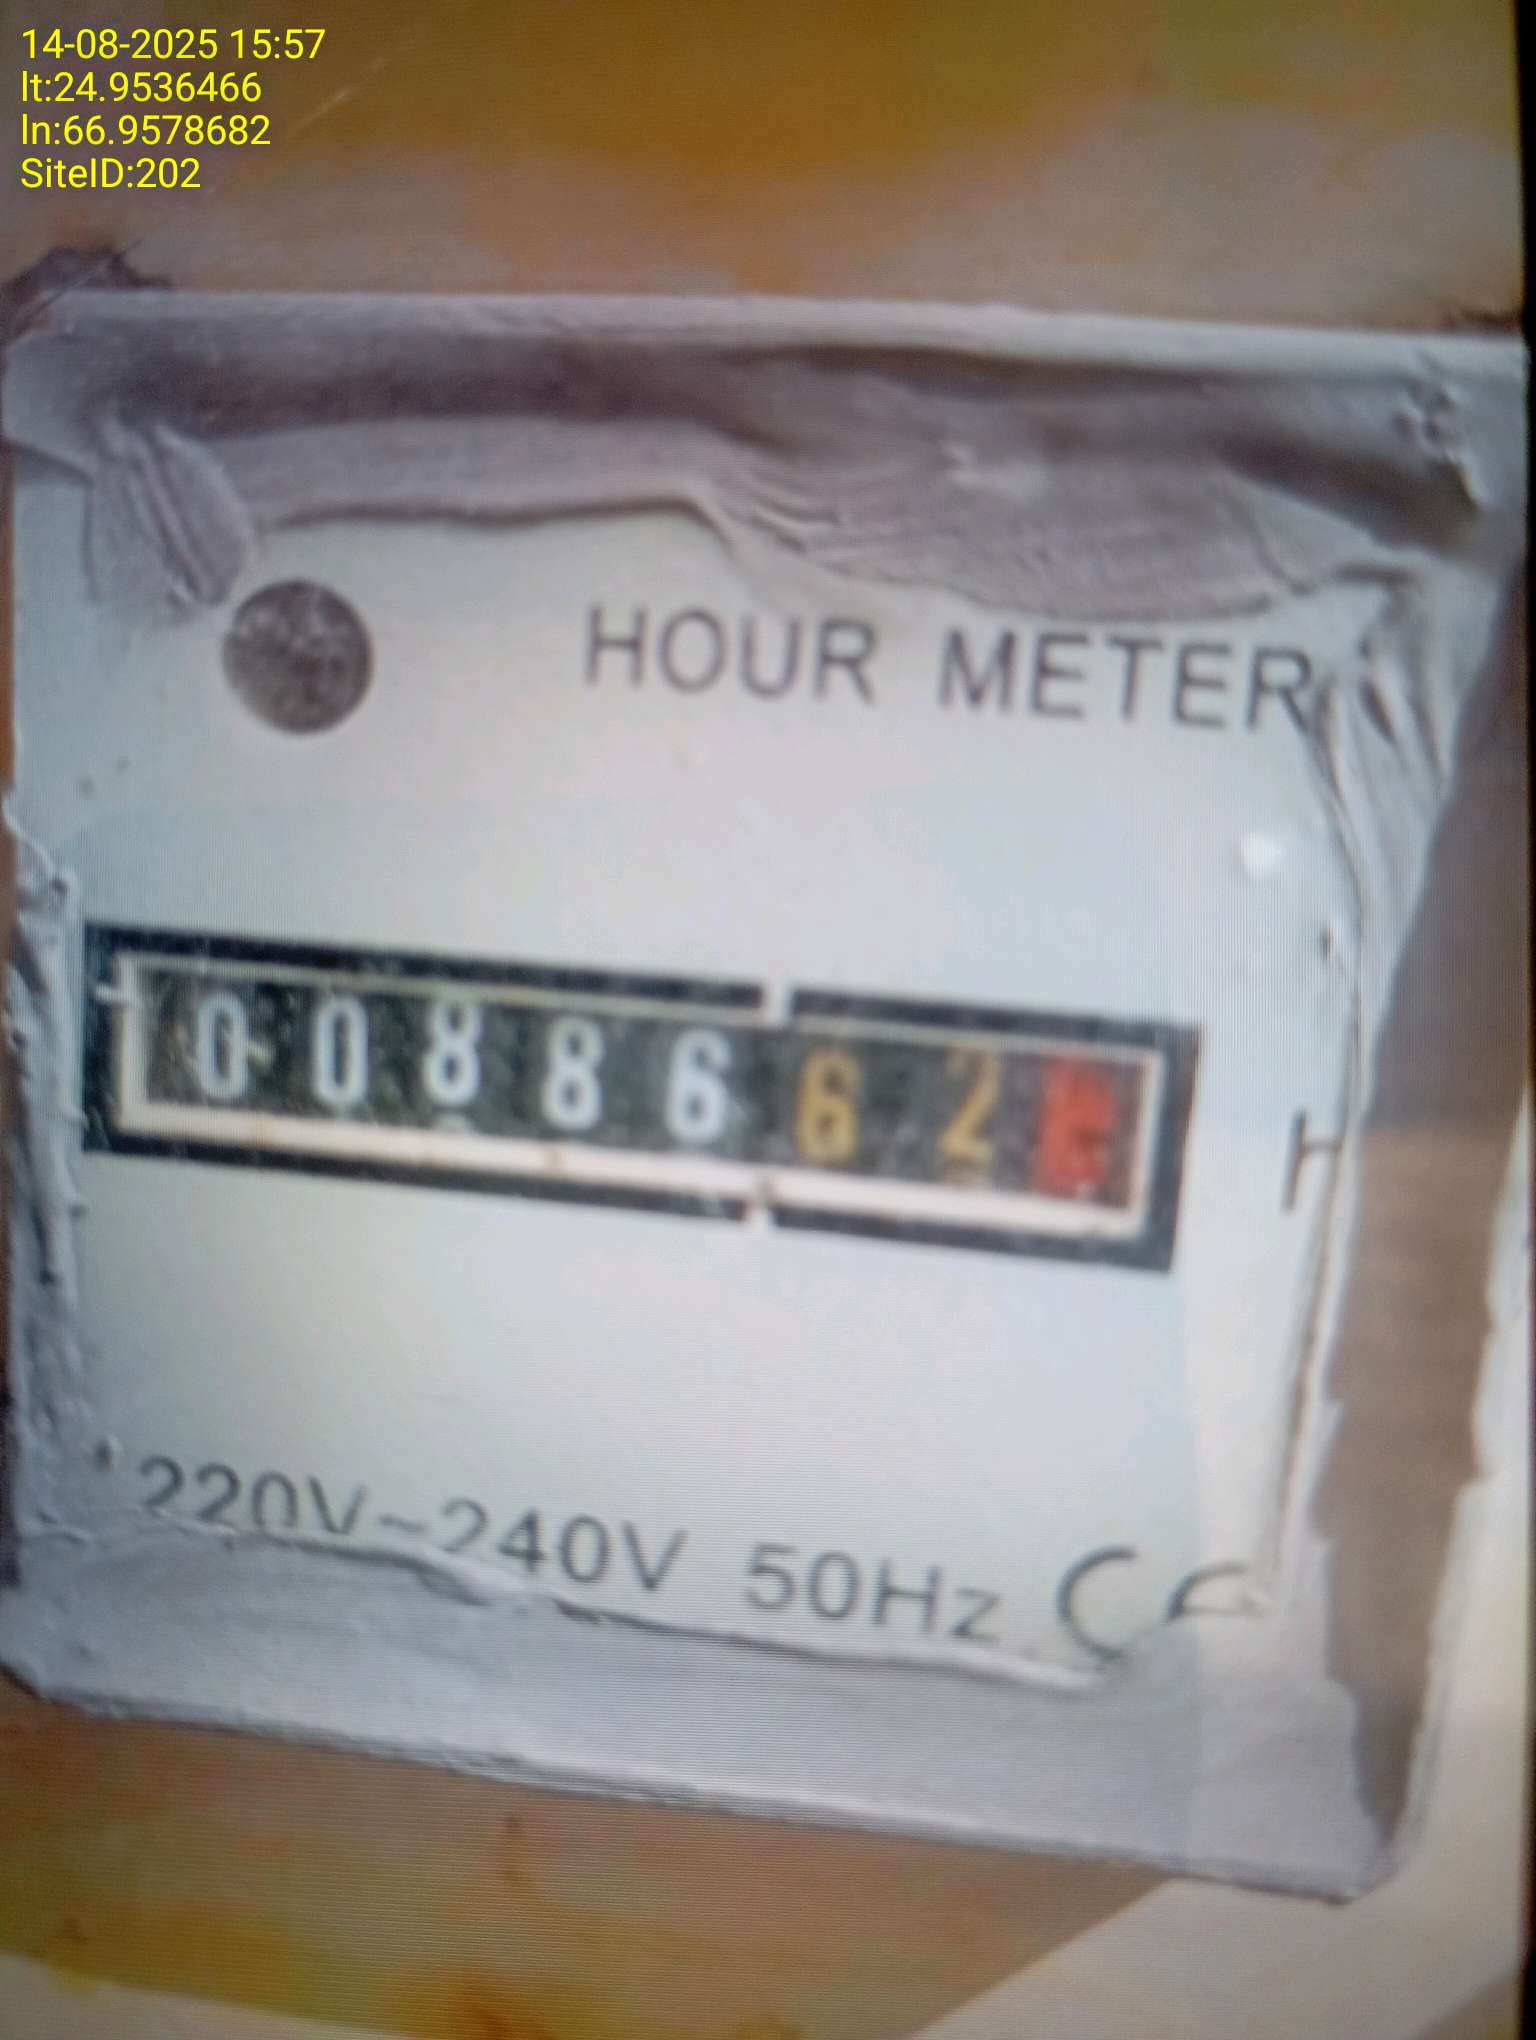 14-08-2025 15:57
lt:24.9536466
ln:66.9578682
SiteID:202
HOUR METER
0088662
H
220V~240V 50Hz CE